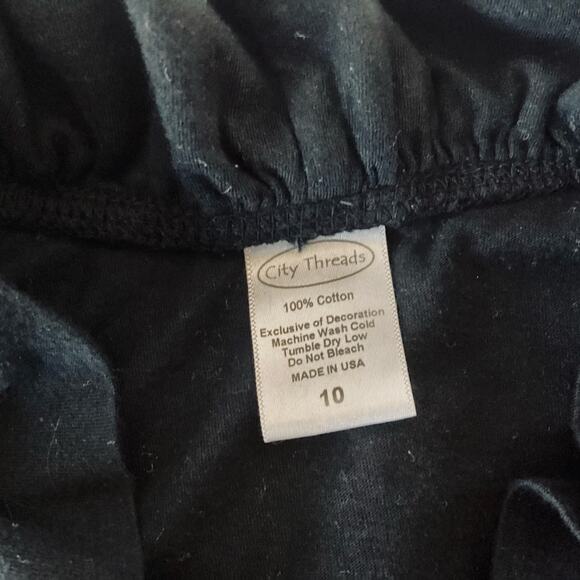 City Threads
100% Cotton
Exclusive of Decoration
Machine Wash Cold
Tumble Dry Low
Do Not Bleach
MADE IN USA
10